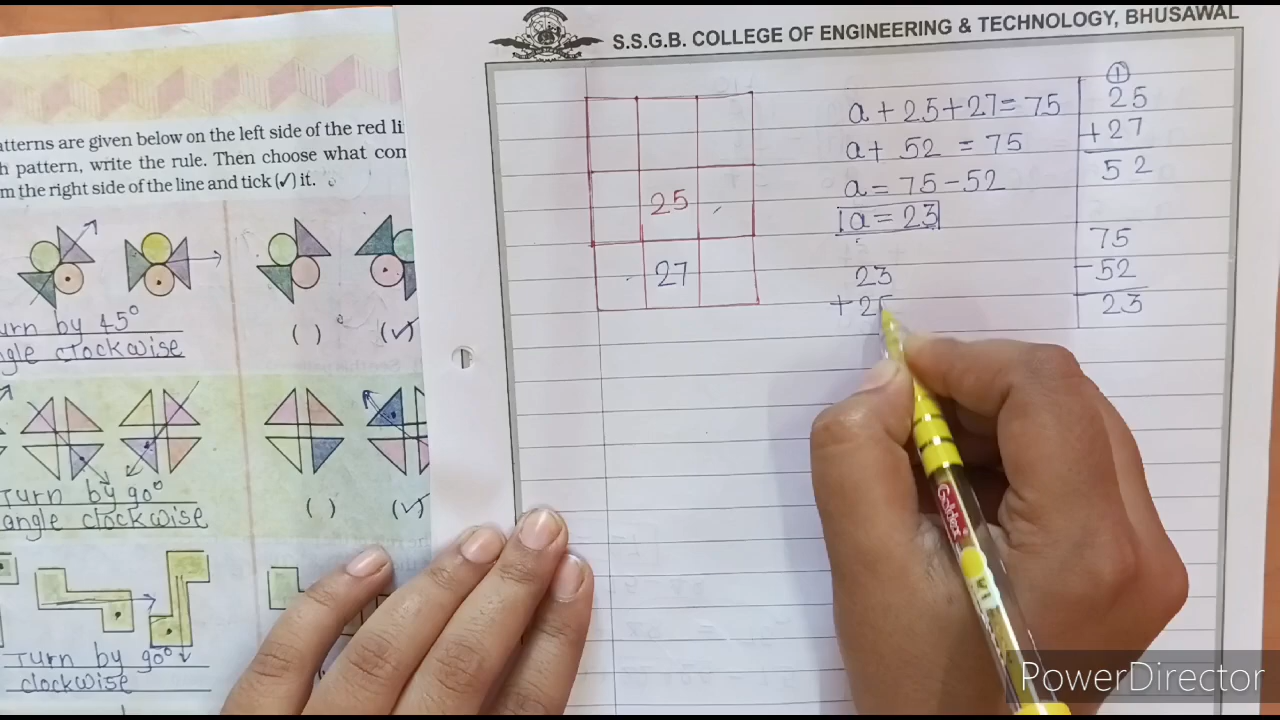 S.S.G.B. COLLEGE OF ENGINEERING & TECHNOLOGY, BHUSAWAL
atterns are given below on the left side of the red li
h pattern, write the rule. Then choose what con
m the right side of the line and tick (✓) it.
urn by 45°
ngle clockwise
( ) (✓)
Turn by 90°
angle clockwise
( ) (✓)
Turn by 90°
clockwise
25
27
a + 25 + 27 = 75
a + 52 = 75
a = 75 - 52
a = 23
23
+ 25
1
25
+ 27
52
75
- 52
23
Goldex
PowerDirector